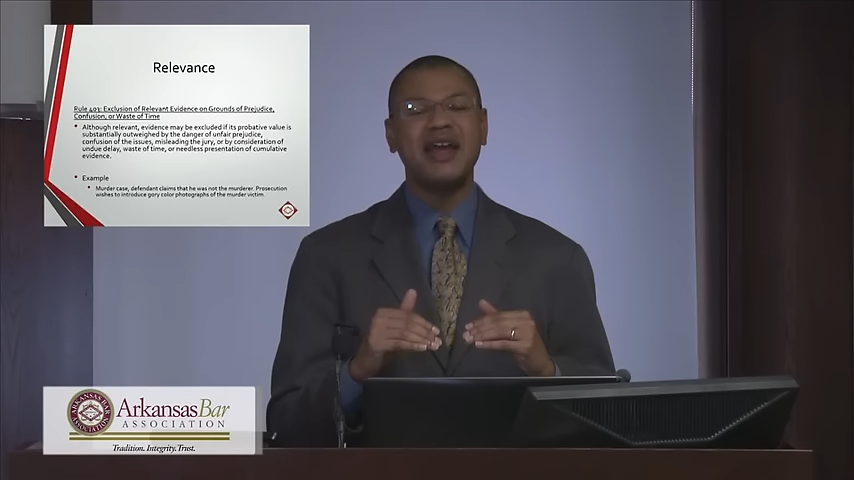 Relevance
Rule 403: Exclusion of Relevant Evidence on Grounds of Prejudice,
Confusion, or Waste of Time
• Although relevant, evidence may be excluded if its probative value is
substantially outweighed by the danger of unfair prejudice,
confusion of the issues, misleading the jury, or by consideration of
undue delay, waste of time, or needless presentation of cumulative
evidence.
• Example
• Murder case, defendant claims that he was not the murderer. Prosecution
wishes to introduce gory color photographs of the murder victim.
ARKANSAS BAR
ASSOCIATION
ArkansasBar
ASSOCIATION
Tradition. Integrity. Trust.